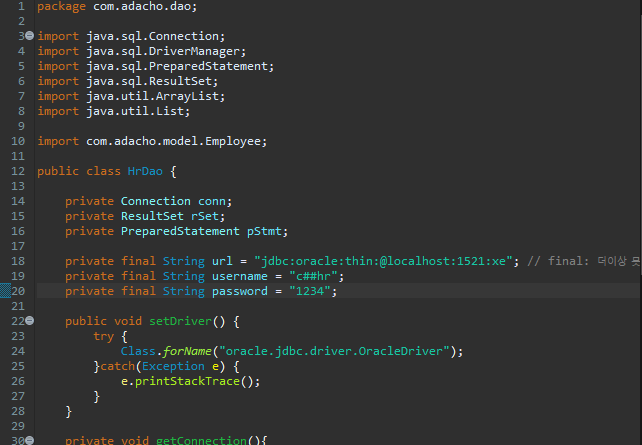 1 package com.adacho.dao;
2
3 import java.sql.Connection;
4 import java.sql.DriverManager;
5 import java.sql.PreparedStatement;
6 import java.sql.ResultSet;
7 import java.util.ArrayList;
8 import java.util.List;
9
10 import com.adacho.model.Employee;
11
12 public class HrDao {
13
14     private Connection conn;
15     private ResultSet rSet;
16     private PreparedStatement pStmt;
17
18     private final String url = "jdbc:oracle:thin:@localhost:1521:xe"; // final: 더이상 못
19     private final String username = "c##hr";
20     private final String password = "1234";
21
22     public void setDriver() {
23         try {
24             Class.forName("oracle.jdbc.driver.OracleDriver");
25         }catch(Exception e) {
26             e.printStackTrace();
27         }
28     }
29
30     private void getConnection(){